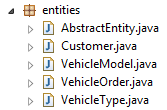 entities
AbstractEntity.java
Customer.java
VehicleModel.java
VehicleOrder.java
VehicleType.java